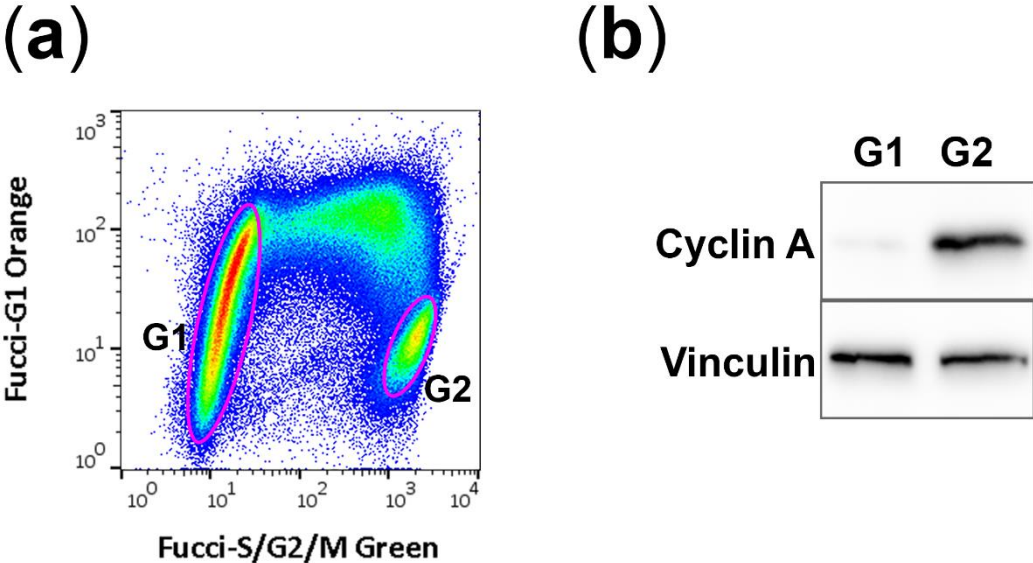 (a)
Fucci-G1 Orange
10³
10²
10¹
10⁰
G1
G2
10⁰ 10¹ 10² 10³ 10⁴
Fucci-S/G2/M Green
(b)
G1 G2
Cyclin A
Vinculin